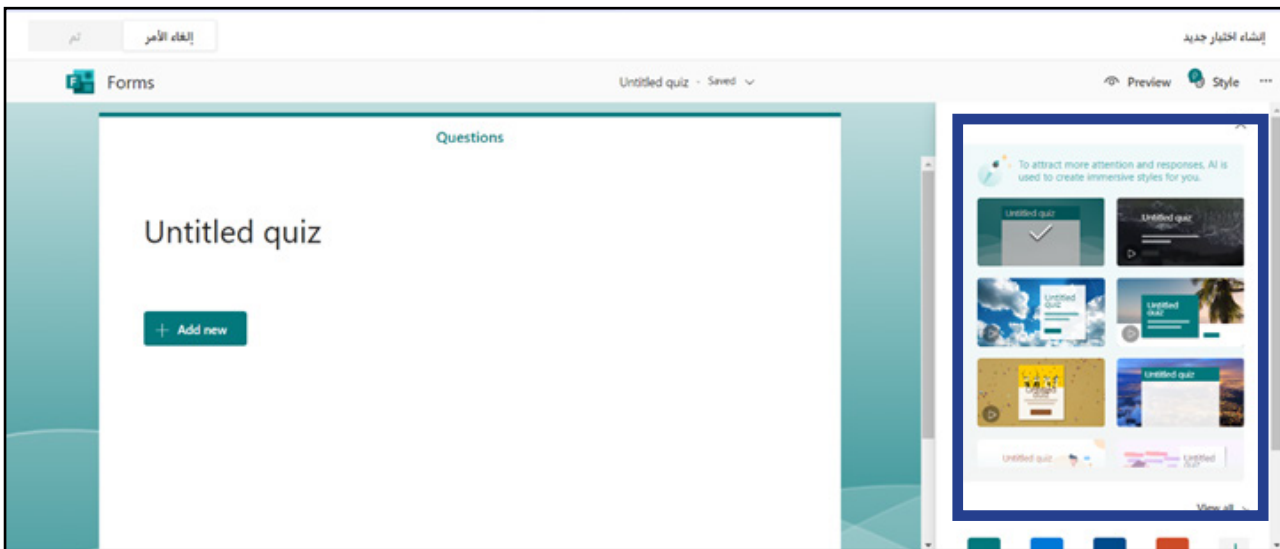 إنشاء اختبار جديد
إلغاء الأمر
تم
Forms
Untitled quiz - Saved
Preview
Style
...
Questions
Untitled quiz
+ Add new
To attract more attention and responses, AI is
used to create immersive styles for you.
Untitled quiz
Untitled quiz
Untitled
quiz
Untitled
quiz
Untitled
quiz
Untitled quiz
Untitled quiz
Untitled
quiz
View all